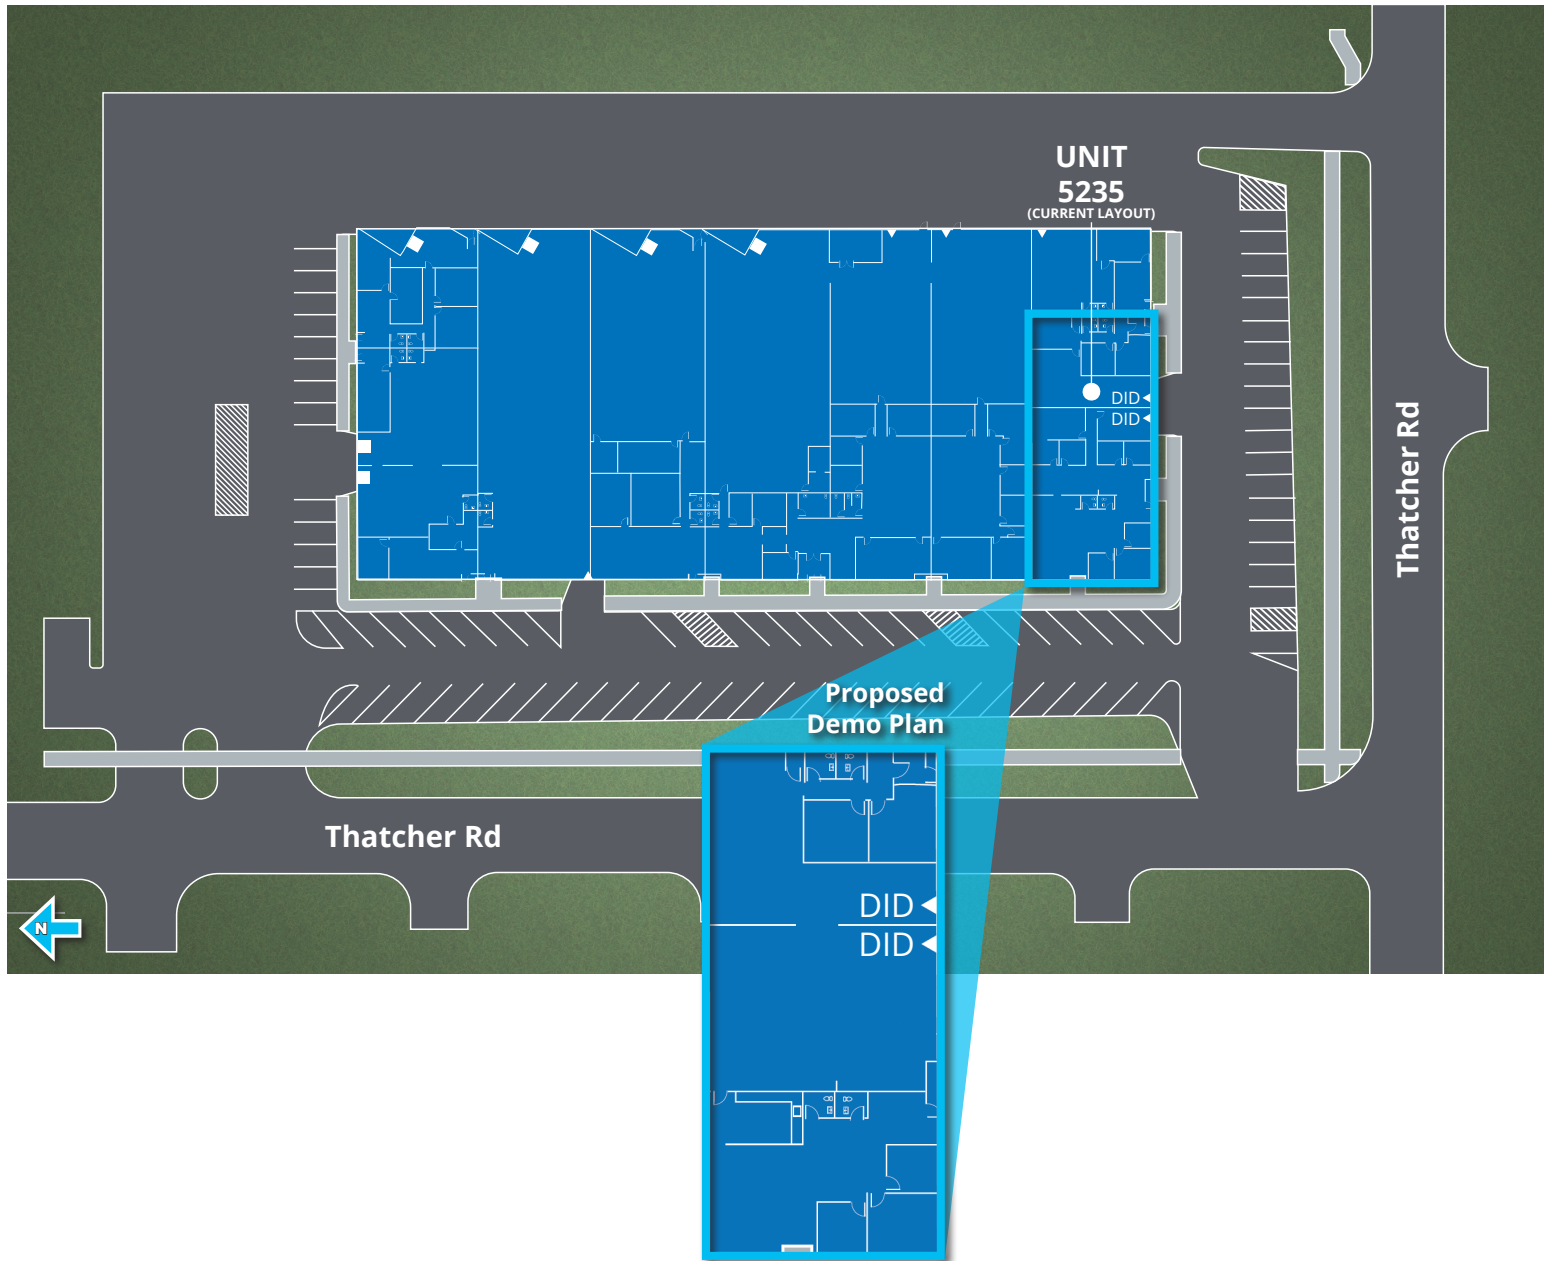 UNIT
5235
(CURRENT LAYOUT)
DID
DID
Thatcher Rd
Proposed
Demo Plan
Thatcher Rd
DID
DID
N